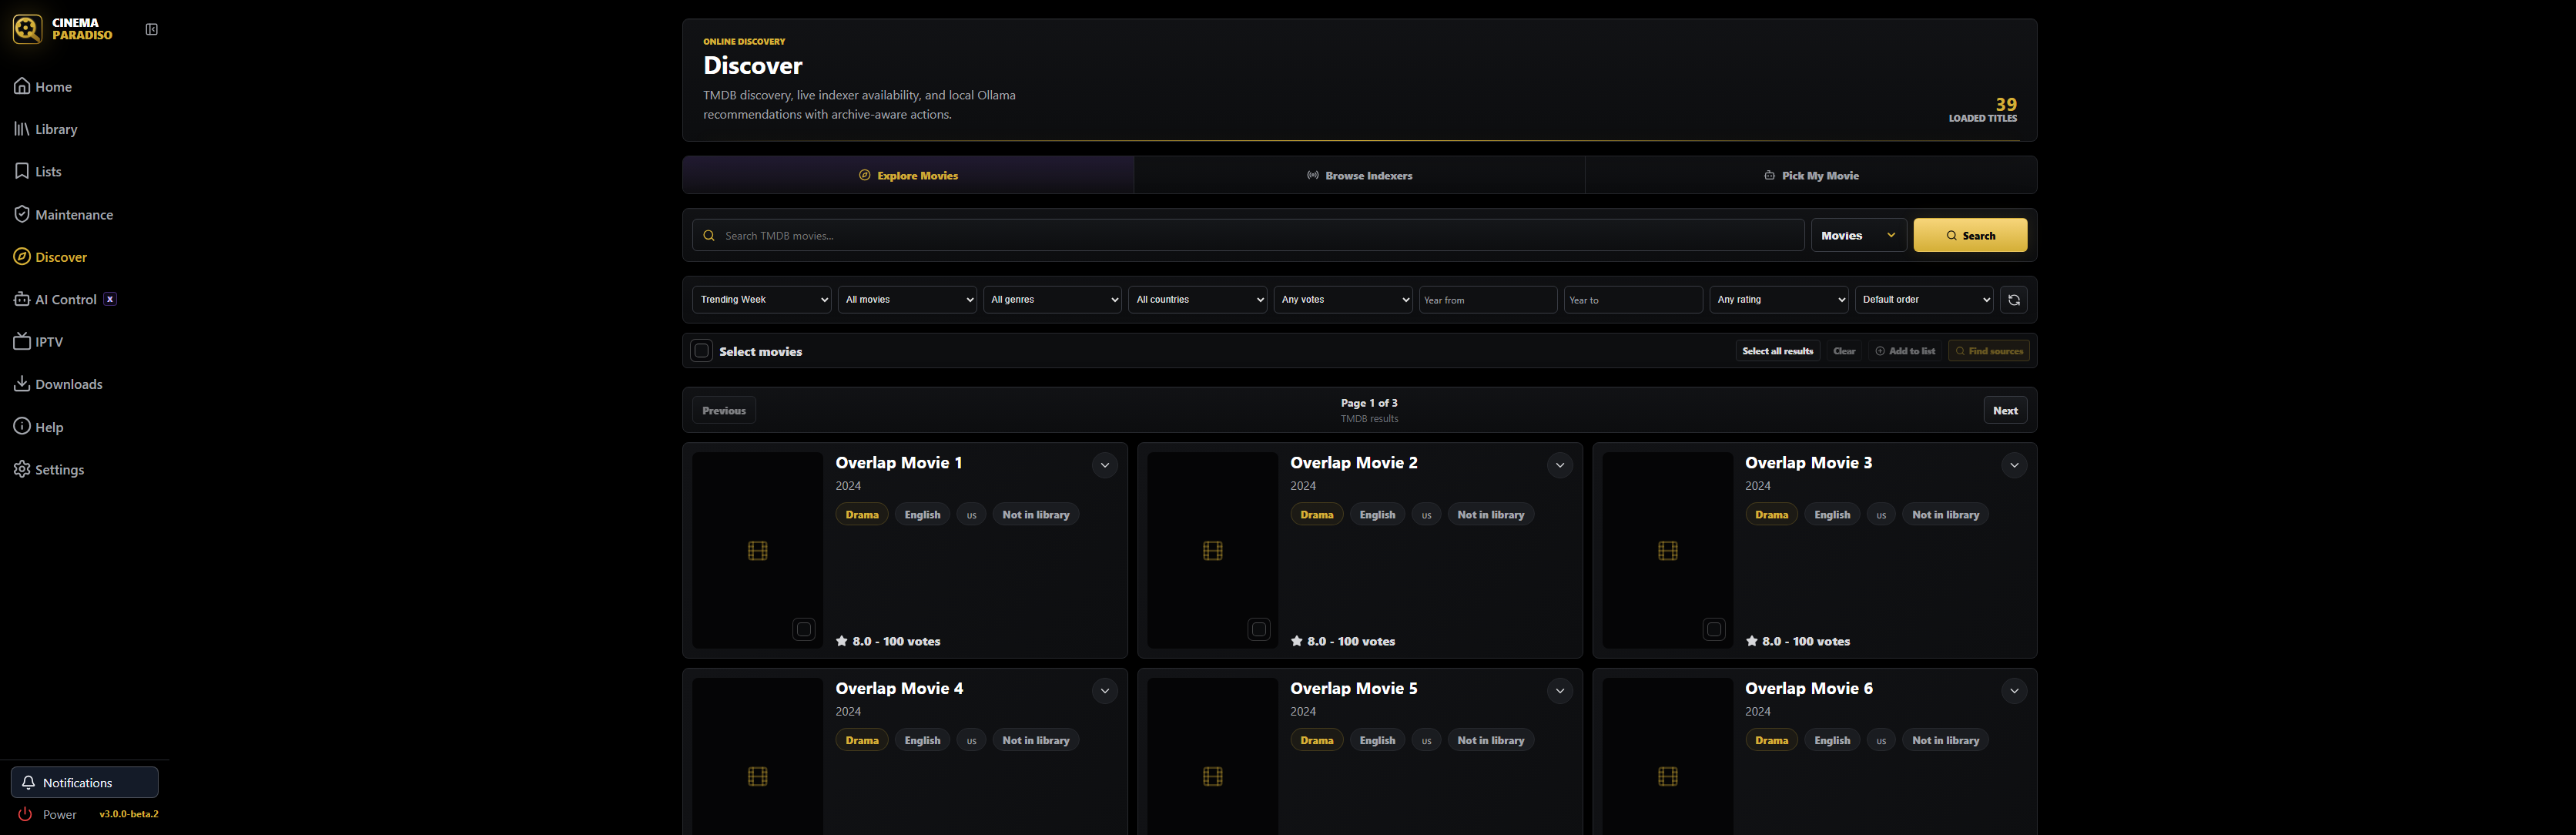 CINEMA
PARADISO
Home
Library
Lists
Maintenance
Discover
AI Control X
IPTV
Downloads
Help
Settings
Notifications
Power v3.0.0-beta.2
ONLINE DISCOVERY
Discover
TMDB discovery, live indexer availability, and local Ollama
recommendations with archive-aware actions.
39
LOADED TITLES
Explore Movies Browse Indexers Pick My Movie
Search TMDB movies... Movies Search
Trending Week All movies All genres All countries Any votes Year from Year to Any rating Default order
Select movies Select all results Clear Add to list Find sources
Previous Page 1 of 3 Next
TMDB results
Overlap Movie 1
2024
Drama English US Not in library
8.0 - 100 votes
Overlap Movie 2
2024
Drama English US Not in library
8.0 - 100 votes
Overlap Movie 3
2024
Drama English US Not in library
8.0 - 100 votes
Overlap Movie 4
2024
Drama English US Not in library
Overlap Movie 5
2024
Drama English US Not in library
Overlap Movie 6
2024
Drama English US Not in library